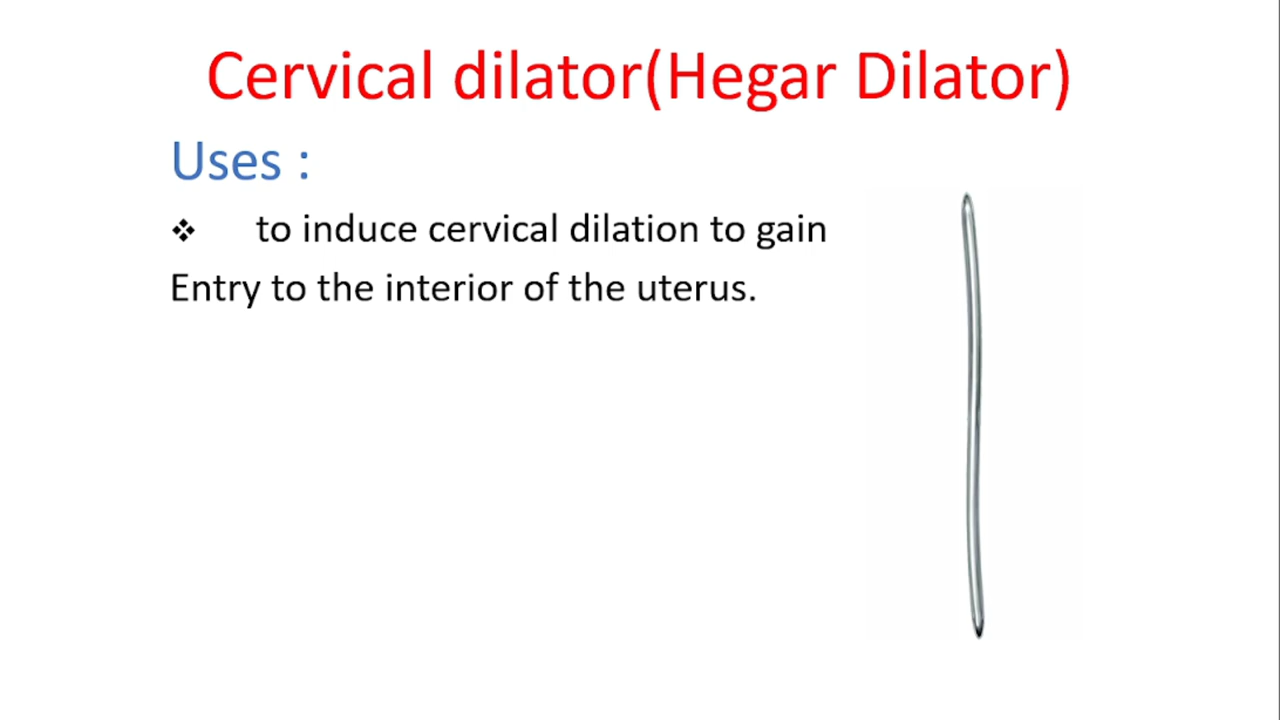 Cervical dilator(Hegar Dilator)
Uses :
❖ to induce cervical dilation to gain
Entry to the interior of the uterus.